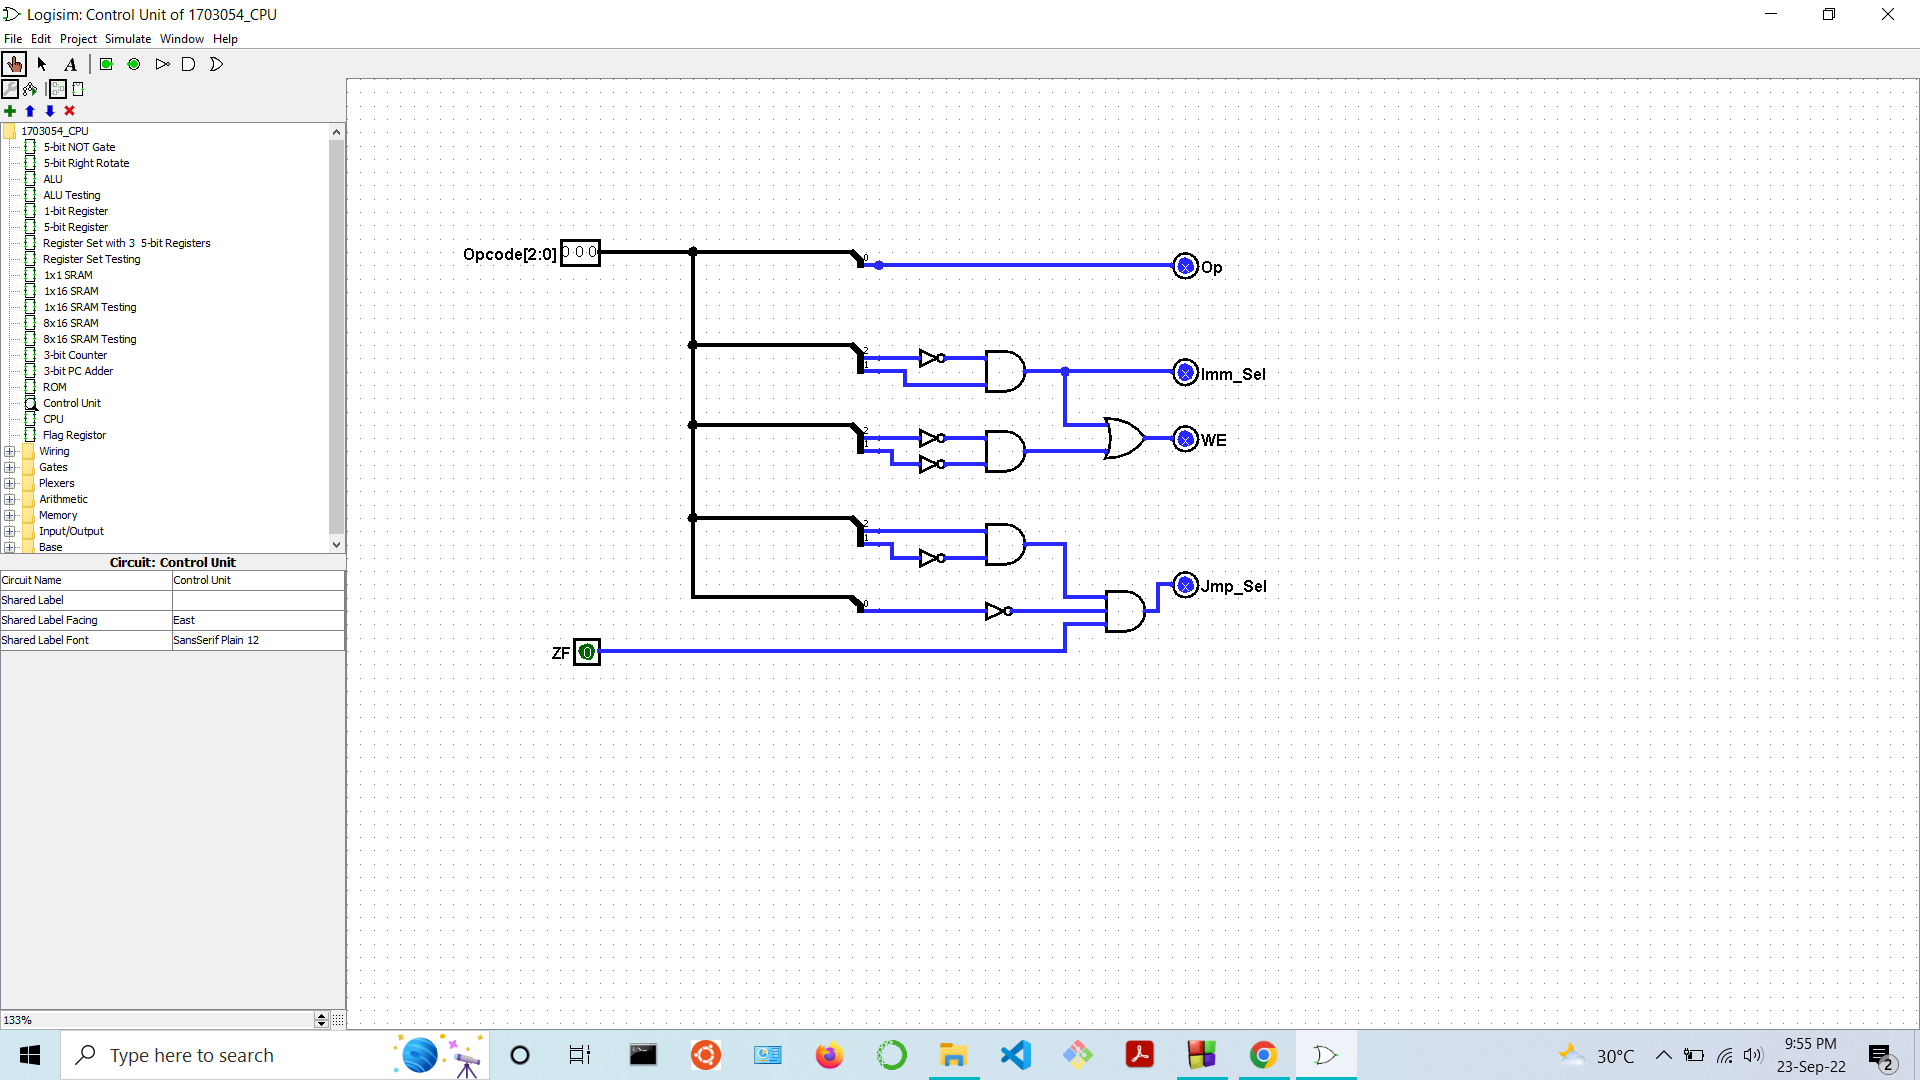 Logisim: Control Unit of 1703054_CPU
File Edit Project Simulate Window Help
A
1703054_CPU
5-bit NOT Gate
5-bit Right Rotate
ALU
ALU Testing
1-bit Register
5-bit Register
Register Set with 3 5-bit Registers
Register Set Testing
1x1 SRAM
1x16 SRAM
1x16 SRAM Testing
8x16 SRAM
8x16 SRAM Testing
3-bit Counter
3-bit PC Adder
ROM
Control Unit
CPU
Flag Registor
Wiring
Gates
Plexers
Arithmetic
Memory
Input/Output
Base
Circuit: Control Unit
Circuit Name Control Unit
Shared Label
Shared Label Facing East
Shared Label Font SansSerif Plain 12
133%
Opcode[2:0] 0 0 0
0
x Op
2
1
x Imm_Sel
2
1
x WE
2
1
x Jmp_Sel
0
ZF 0
Type here to search
30°C
9:55 PM
23-Sep-22
2